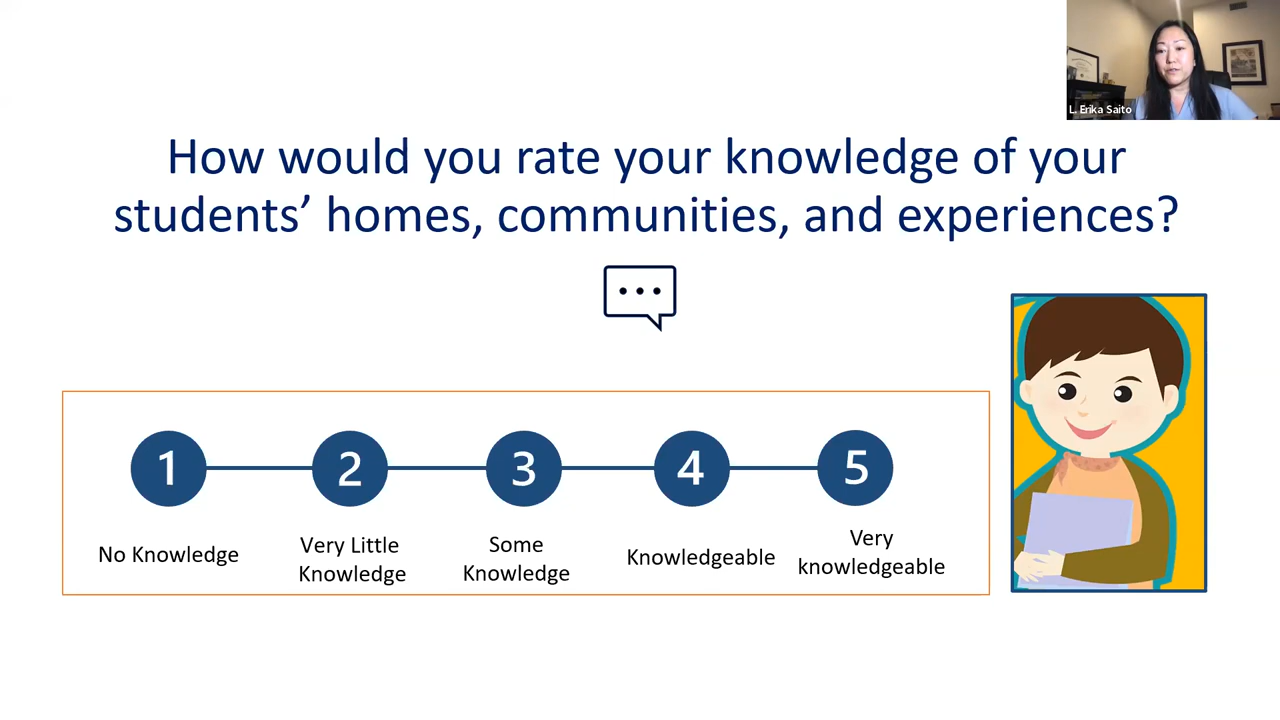 L. Erika Saito
How would you rate your knowledge of your
students’ homes, communities, and experiences?
1
2
3
4
5
No Knowledge
Very Little
Knowledge
Some
Knowledge
Knowledgeable
Very
knowledgeable